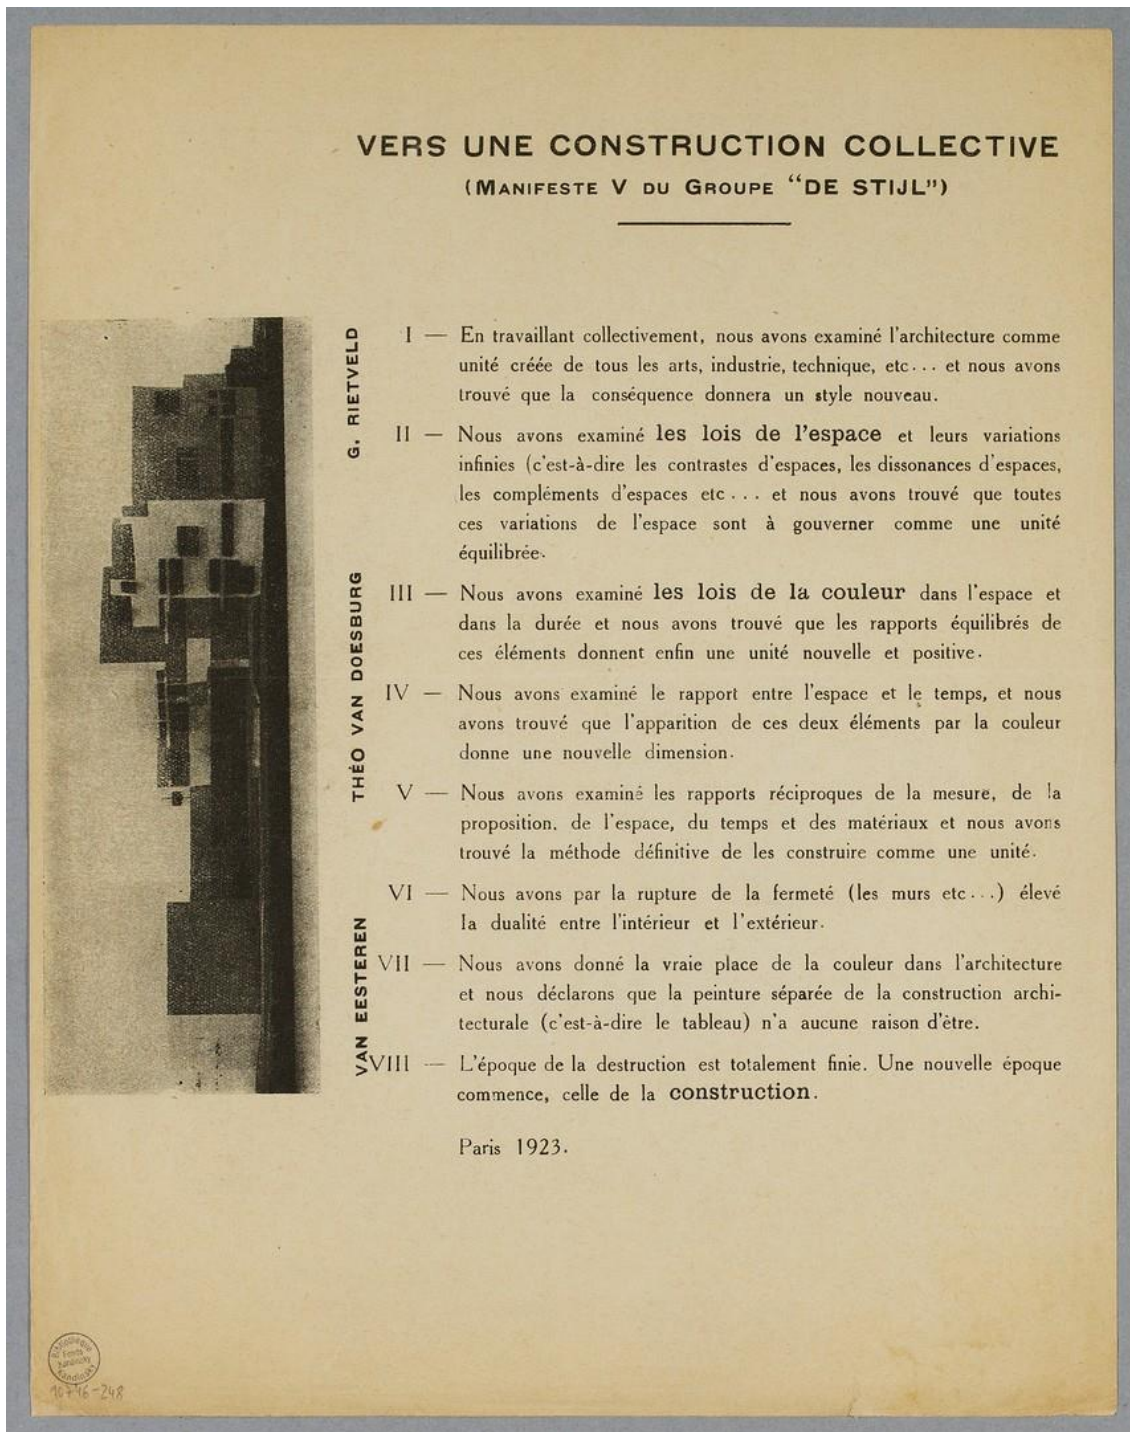 VERS UNE CONSTRUCTION COLLECTIVE
(MANIFESTE V DU GROUPE “DE STIJL”)
G. RIETVELD
THÉO VAN DOESBURG
VAN EESTEREN
I — En travaillant collectivement, nous avons examiné l'architecture comme
unité créée de tous les arts, industrie, technique, etc... et nous avons
trouvé que la conséquence donnera un style nouveau.
II — Nous avons examiné les lois de l'espace et leurs variations
infinies (c'est-à-dire les contrastes d'espaces, les dissonances d'espaces,
les compléments d'espaces etc... et nous avons trouvé que toutes
ces variations de l'espace sont à gouverner comme une unité
équilibrée.
III — Nous avons examiné les lois de la couleur dans l'espace et
dans la durée et nous avons trouvé que les rapports équilibrés de
ces éléments donnent enfin une unité nouvelle et positive.
IV — Nous avons examiné le rapport entre l'espace et le temps, et nous
avons trouvé que l'apparition de ces deux éléments par la couleur
donne une nouvelle dimension.
V — Nous avons examiné les rapports réciproques de la mesure, de la
proposition, de l'espace, du temps et des matériaux et nous avons
trouvé la méthode définitive de les construire comme une unité.
VI — Nous avons par la rupture de la fermeté (les murs etc...) élevé
la dualité entre l'intérieur et l'extérieur.
VII — Nous avons donné la vraie place de la couleur dans l'architecture
et nous déclarons que la peinture séparée de la construction archi-
tecturale (c'est-à-dire le tableau) n'a aucune raison d'être.
VIII — L'époque de la destruction est totalement finie. Une nouvelle époque
commence, celle de la construction.
Paris 1923.
Bibliothèque
Kandinsky